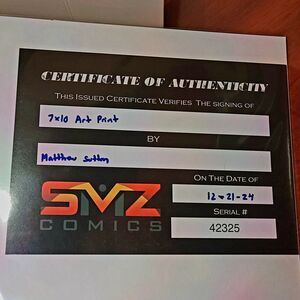 CERTIFICATE OF AUTHENTICTIY
THIS ISSUED CERTIFICATE VERIFIES THE SIGNING OF
7x10 Art Print
BY
Matthew Sutton
ON THE DATE OF
12-21-24
SERIAL #
42325
SMZ
COMICS